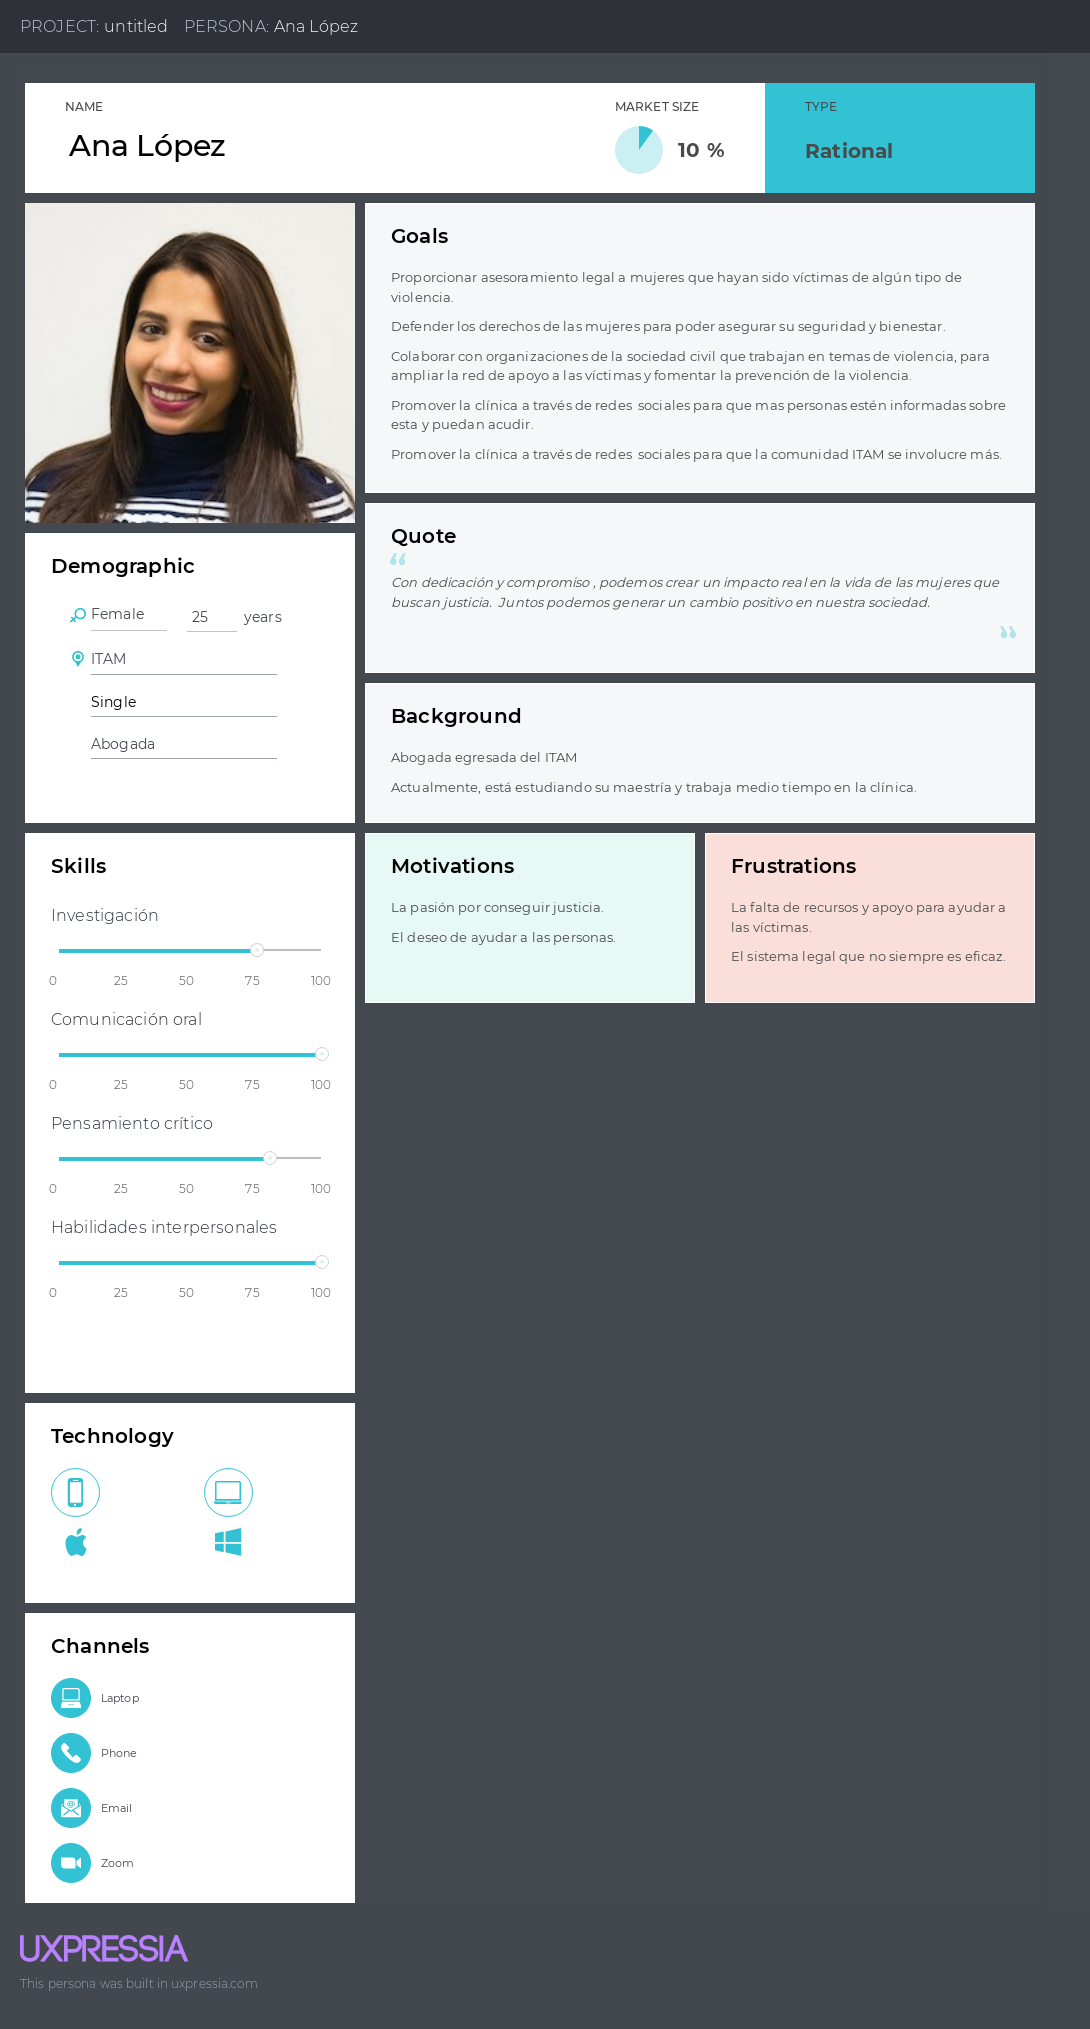 PROJECT: untitled PERSONA: Ana López
NAME
Ana López
MARKET SIZE
10 %
TYPE
Rational
Goals
Proporcionar asesoramiento legal a mujeres que hayan sido víctimas de algún tipo de
violencia.
Defender los derechos de las mujeres para poder asegurar su seguridad y bienestar.
Colaborar con organizaciones de la sociedad civil que trabajan en temas de violencia, para
ampliar la red de apoyo a las víctimas y fomentar la prevención de la violencia.
Promover la clínica a través de redes sociales para que mas personas estén informadas sobre
esta y puedan acudir.
Promover la clínica a través de redes sociales para que la comunidad ITAM se involucre más.
Quote
“
Con dedicación y compromiso , podemos crear un impacto real en la vida de las mujeres que
buscan justicia. Juntos podemos generar un cambio positivo en nuestra sociedad.
”
Demographic
Female 25 years
ITAM
Single
Abogada
Background
Abogada egresada del ITAM
Actualmente, está estudiando su maestría y trabaja medio tiempo en la clínica.
Skills
Investigación
0 25 50 75 100
Comunicación oral
0 25 50 75 100
Pensamiento crítico
0 25 50 75 100
Habilidades interpersonales
0 25 50 75 100
Motivations
La pasión por conseguir justicia.
El deseo de ayudar a las personas.
Frustrations
La falta de recursos y apoyo para ayudar a
las víctimas.
El sistema legal que no siempre es eficaz.
Technology
Channels
Laptop
Phone
Email
Zoom
UXPRESSIA
This persona was built in uxpressia.com